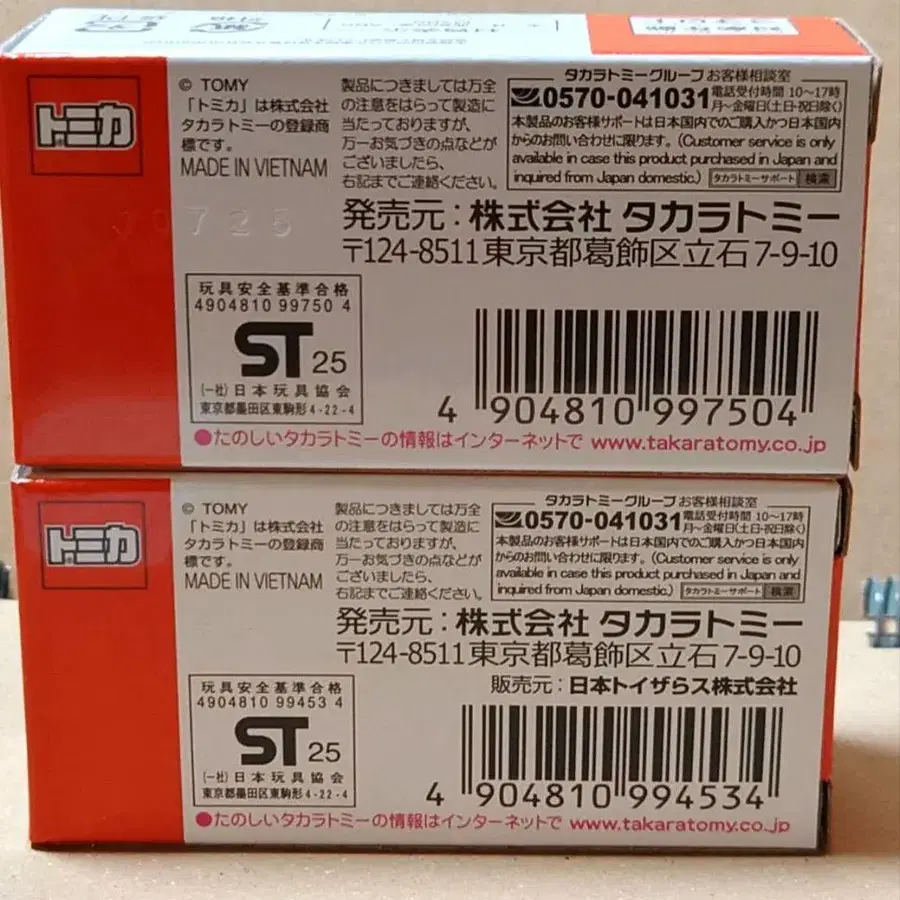 トミカ
© TOMY
「トミカ」は株式会社
タカラトミーの登録商
標です。
MADE IN VIETNAM
製品につきましては万全
の注意をはらって製造に
当たっておりますが、
万一お気づきの点などが
ございましたら、
右記までご連絡ください。
タカラトミーグループお客様相談室
0570-041031 電話受付時間 10～17時
月～金曜日(土日・祝日除く)
本製品のお客様サポートは日本国内でのご購入かつ日本国内
からのお問い合わせに限ります。(Customer service is only
available in case this product purchased in Japan and
inquired from Japan domestic.) タカラトミーサポート 検索
発売元：株式会社 タカラトミー
〒124-8511 東京都葛飾区立石7-9-10
J0725
玩具安全基準合格
4904810 99750 4
ST 25
(一社)日本玩具協会
東京都墨田区東駒形4-22-4
4 904810 997504
●たのしいタカラトミーの情報はインターネットで www.takaratomy.co.jp
トミカ
© TOMY
「トミカ」は株式会社
タカラトミーの登録商
標です。
MADE IN VIETNAM
製品につきましては万全
の注意をはらって製造に
当たっておりますが、
万一お気づきの点などが
ございましたら、
右記までご連絡ください。
タカラトミーグループお客様相談室
0570-041031 電話受付時間 10～17時
月～金曜日(土日・祝日除く)
本製品のお客様サポートは日本国内でのご購入かつ日本国内
からのお問い合わせに限ります。(Customer service is only
available in case this product purchased in Japan and
inquired from Japan domestic.) タカラトミーサポート 検索
発売元：株式会社 タカラトミー
〒124-8511 東京都葛飾区立石7-9-10
販売元：日本トイザらス株式会社
玩具安全基準合格
4904810 99453 4
ST 25
(一社)日本玩具協会
東京都墨田区東駒形4-22-4
4 904810 994534
●たのしいタカラトミーの情報はインターネットで www.takaratomy.co.jp